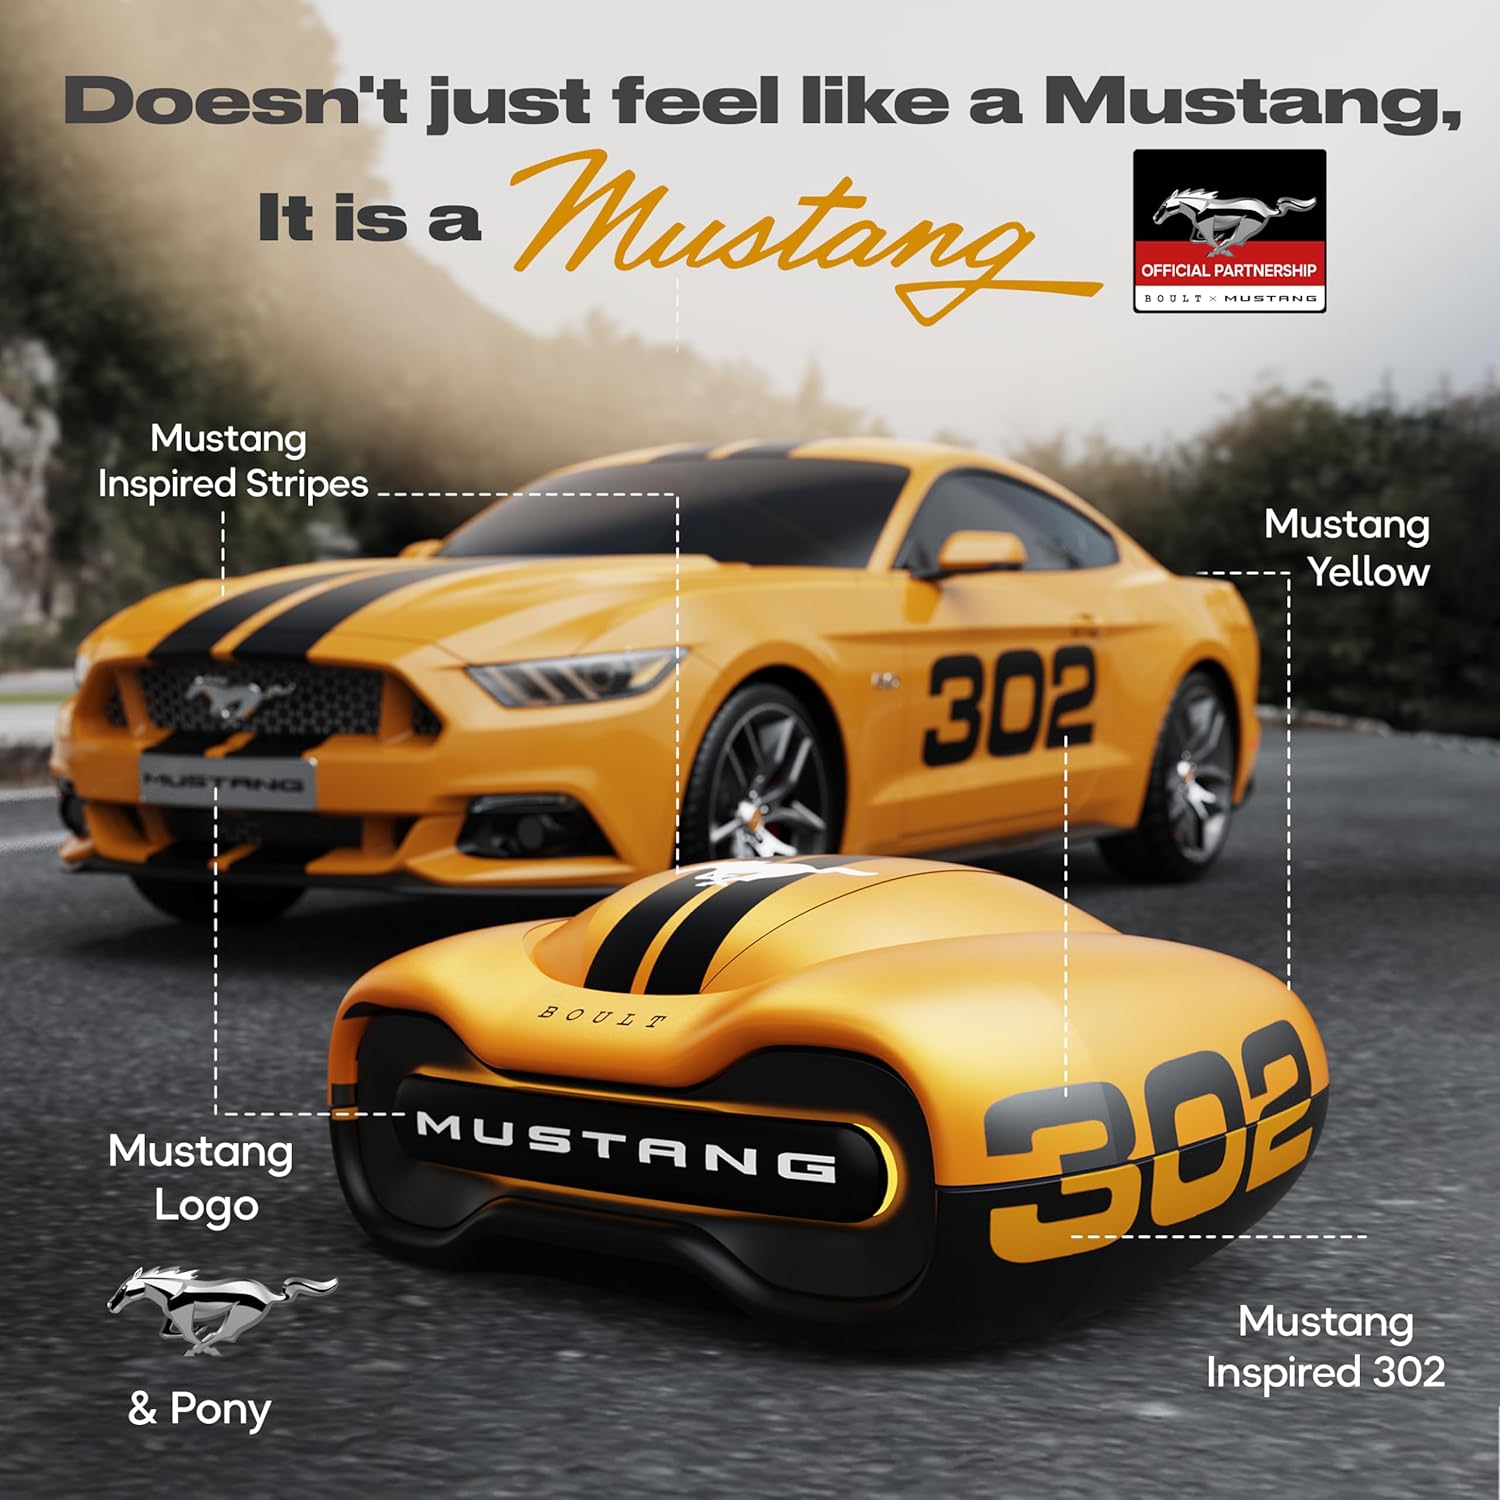 Doesn't just feel like a Mustang,
It is a Mustang
OFFICIAL PARTNERSHIP
BOULT × MUSTANG
Mustang
Inspired Stripes
Mustang
Yellow
302
MUSTANG
BOULT
MUSTANG
302
Mustang
Logo
& Pony
Mustang
Inspired 302